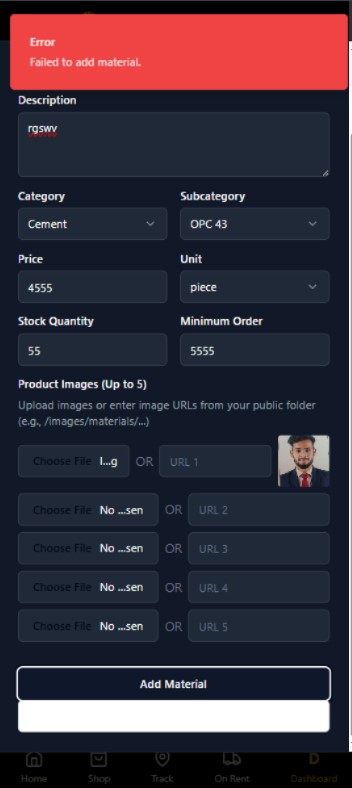 Error
Failed to add material.
Description
rgswv
Category Subcategory
Cement OPC 43
Price Unit
4555 piece
Stock Quantity Minimum Order
55 5555
Product Images (Up to 5)
Upload images or enter image URLs from your public folder
(e.g., /images/materials/...)
Choose File I...g OR URL 1
Choose File No ...sen OR URL 2
Choose File No ...sen OR URL 3
Choose File No ...sen OR URL 4
Choose File No ...sen OR URL 5
Add Material
D
Home Shop Track On Rent Dashboard